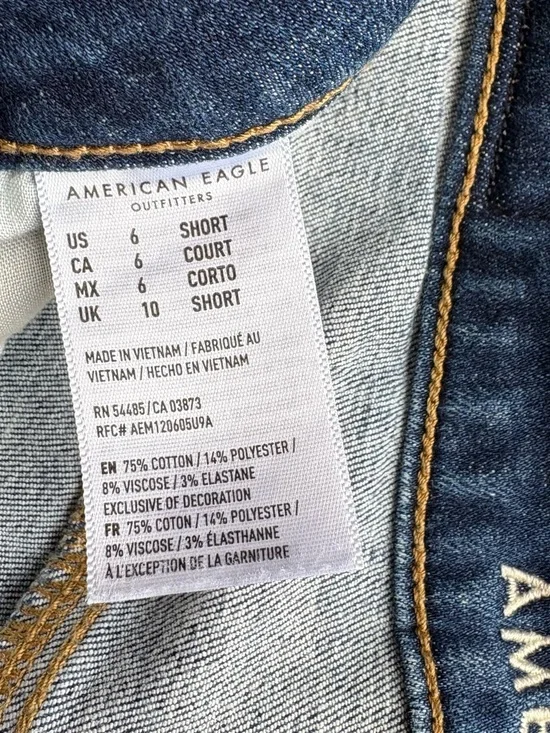 AMERICAN EAGLE
OUTFITTERS
US 6 SHORT
CA 6 COURT
MX 6 CORTO
UK 10 SHORT
MADE IN VIETNAM / FABRIQUÉ AU
VIETNAM / HECHO EN VIETNAM
RN 54485 / CA 03873
RFC# AEM120605U9A
EN 75% COTTON / 14% POLYESTER /
8% VISCOSE / 3% ELASTANE
EXCLUSIVE OF DECORATION
FR 75% COTON / 14% POLYESTER /
8% VISCOSE / 3% ÉLASTHANNE
À L'EXCEPTION DE LA GARNITURE
AME